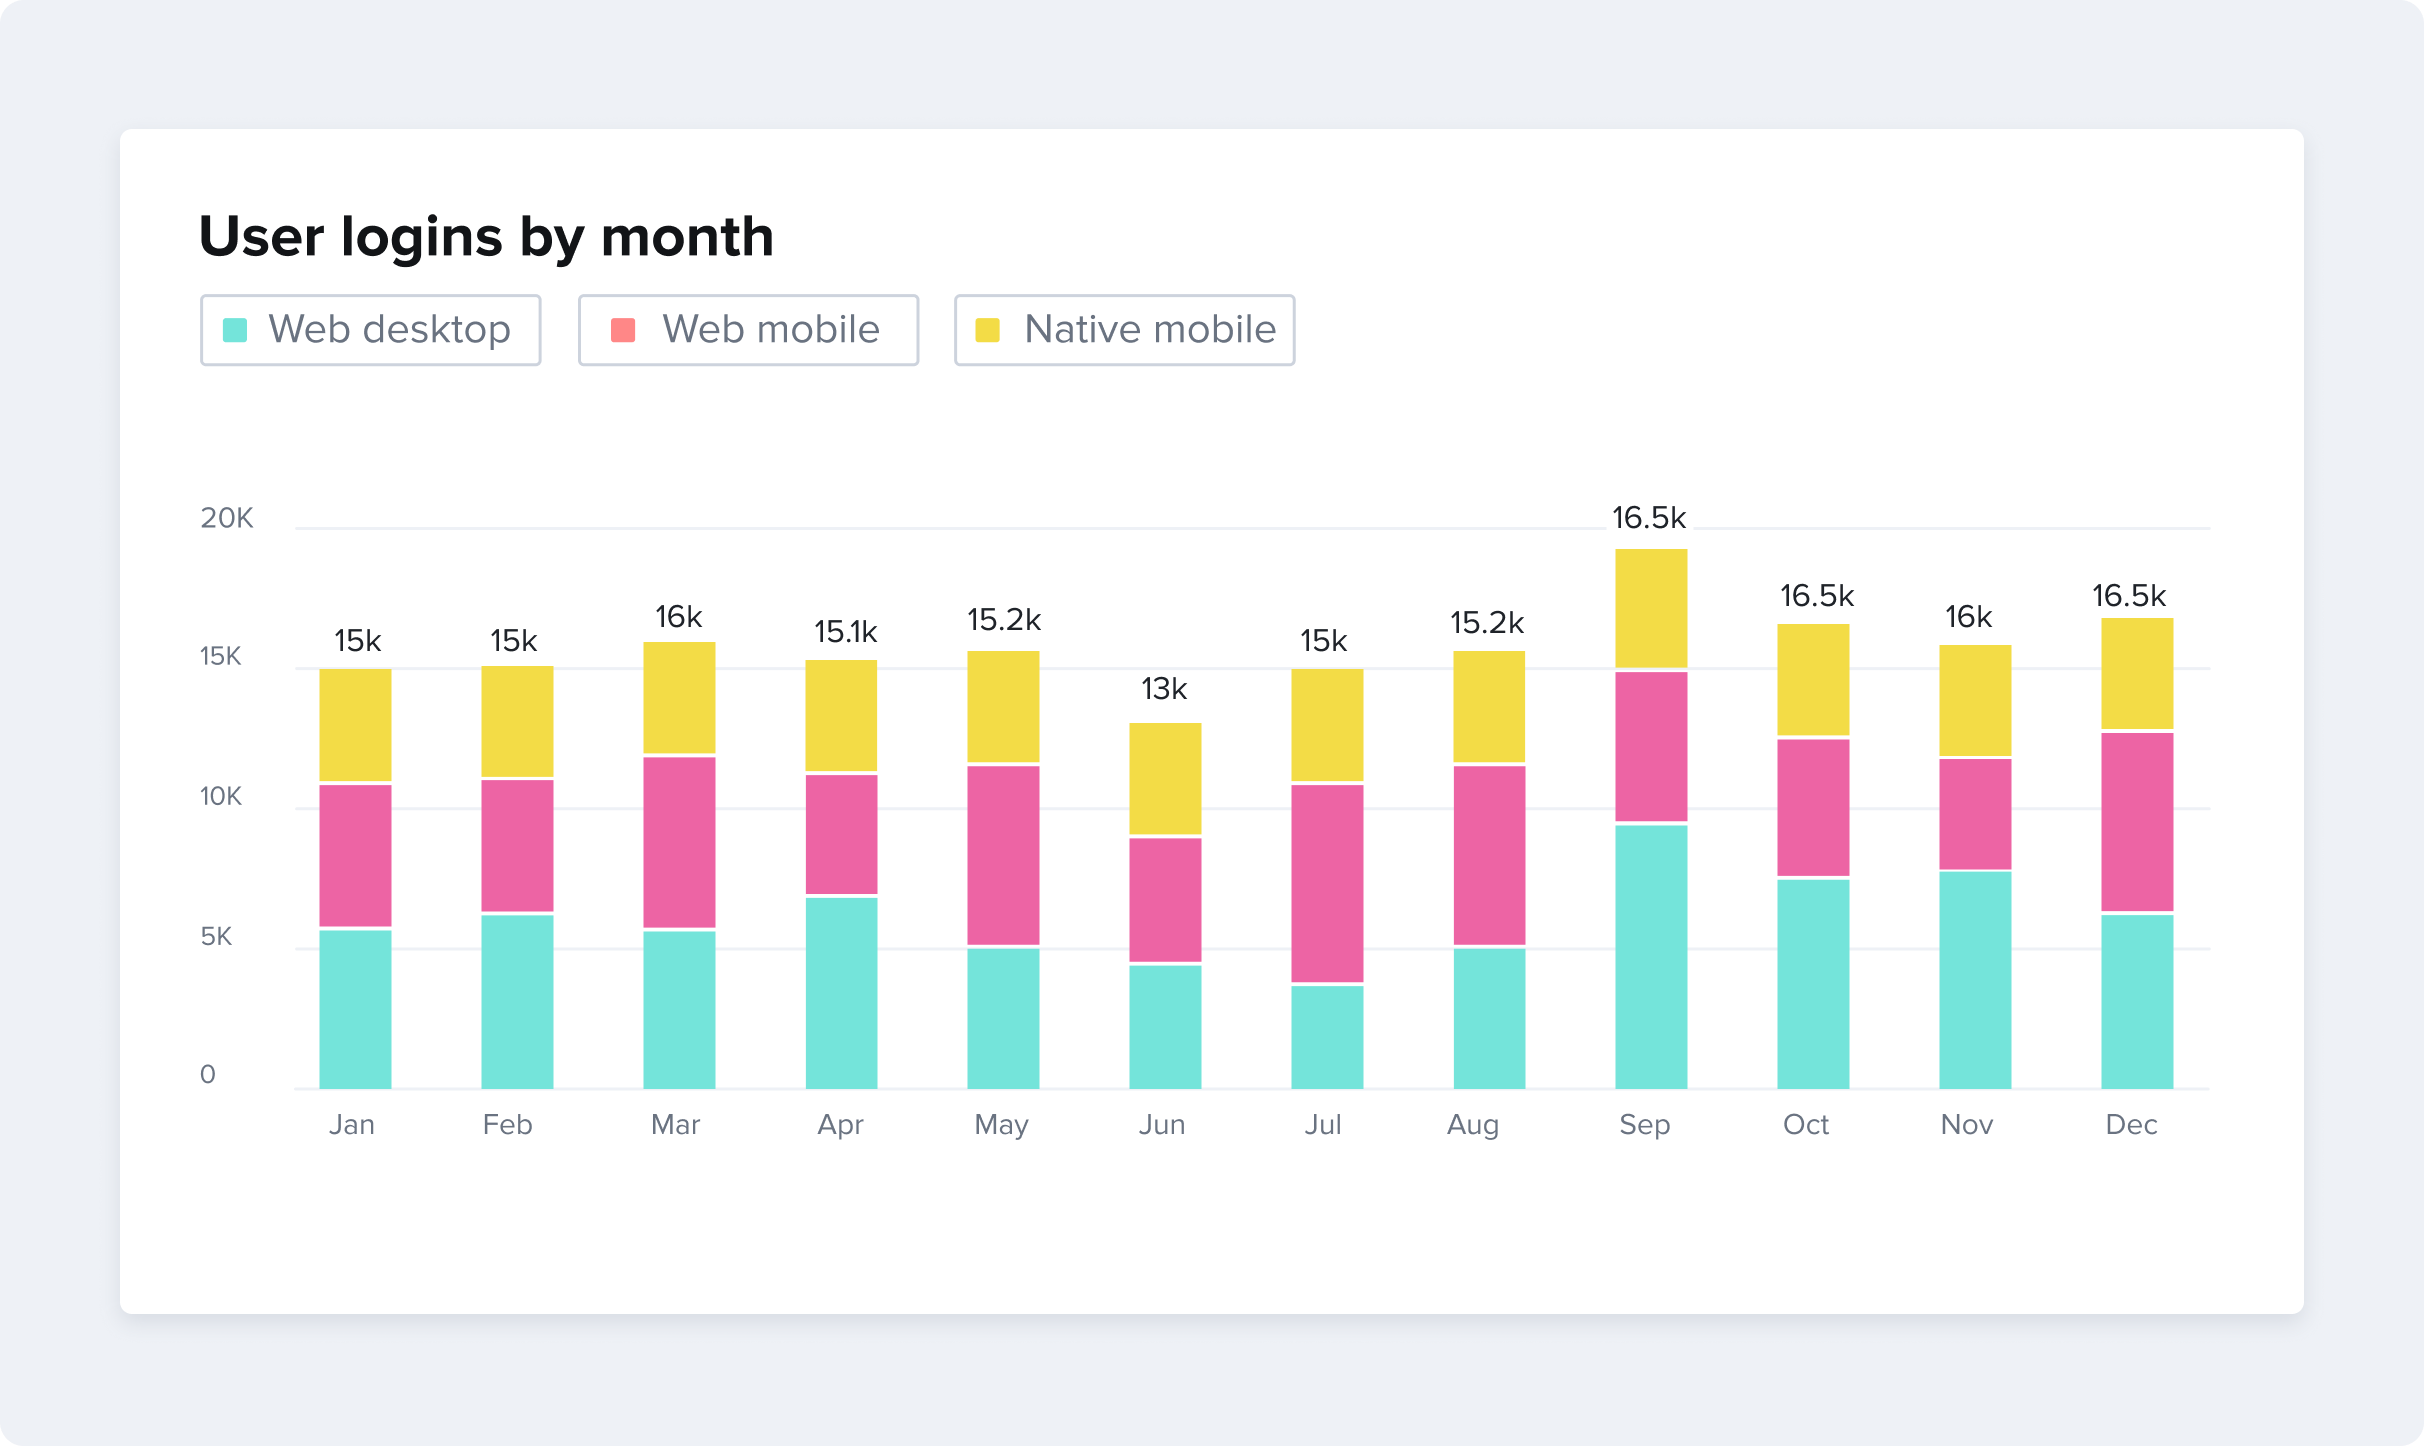 User logins by month
Web desktop Web mobile Native mobile
20K 16.5k
16.5k 16.5k
15k 15k 16k 15.1k 15.2k 15k 15.2k 16k
15K
13k
10K
5K
0
Jan Feb Mar Apr May Jun Jul Aug Sep Oct Nov Dec